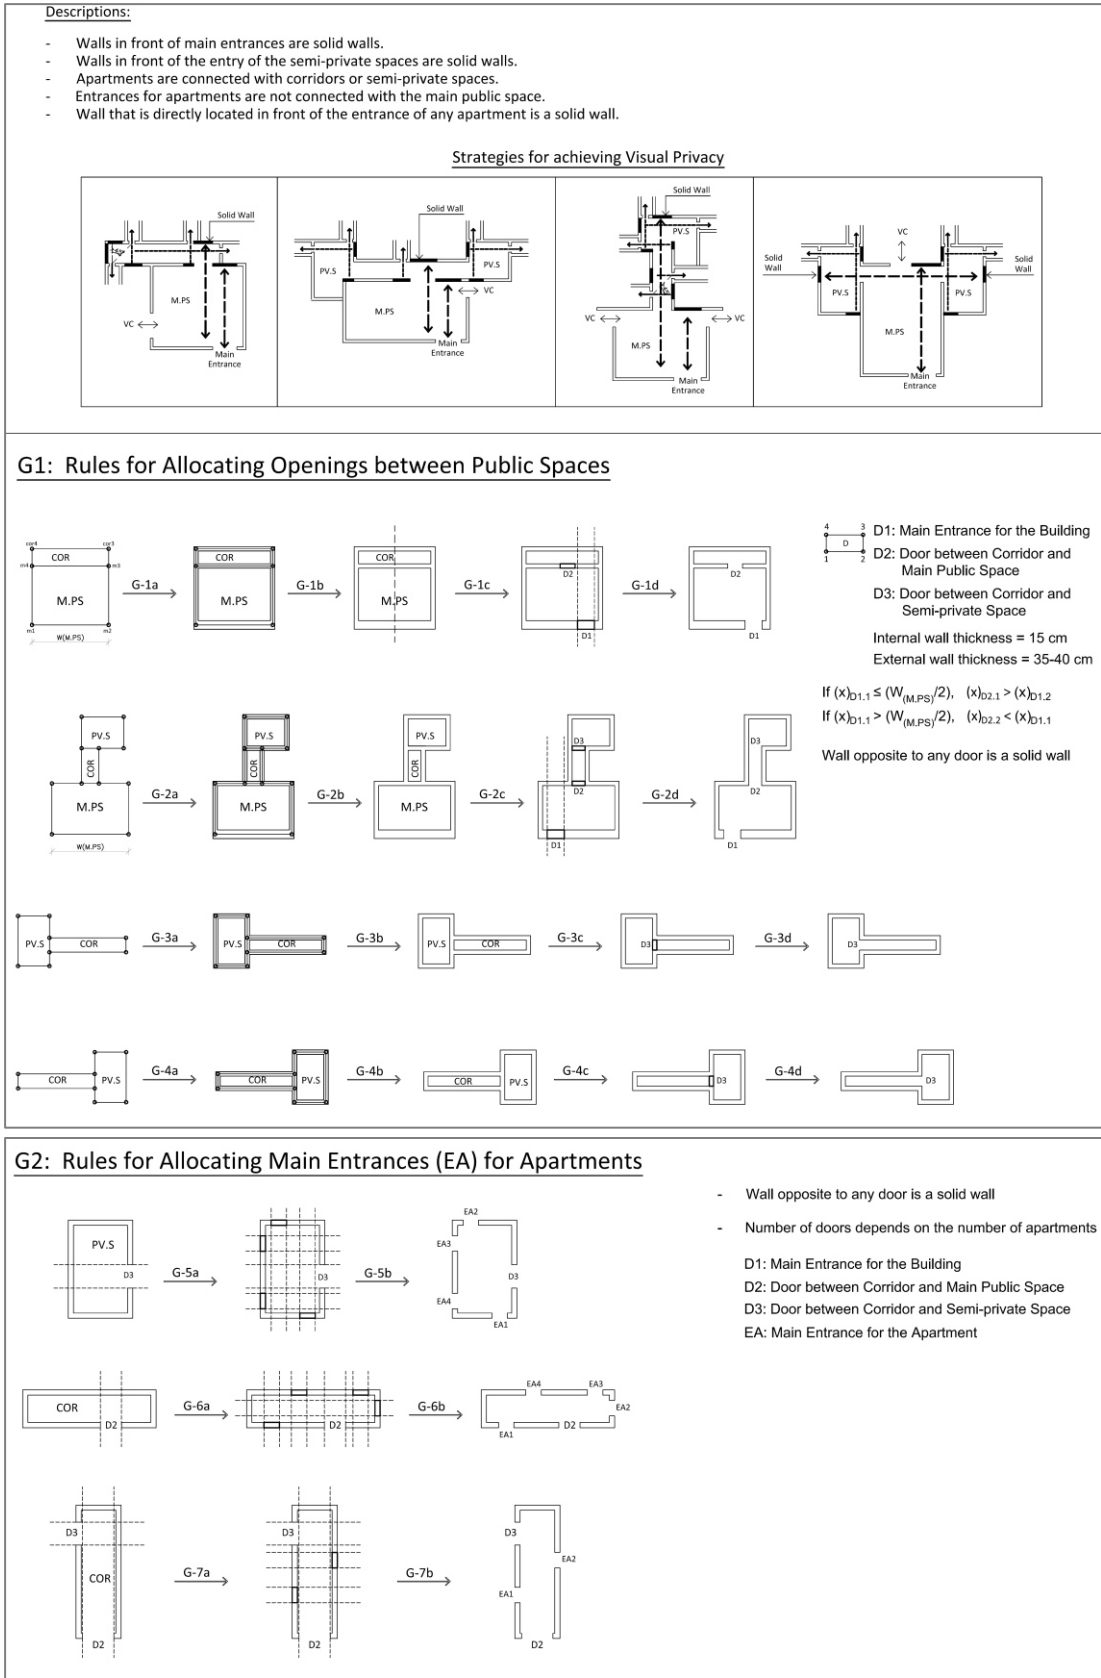 Descriptions:
- Walls in front of main entrances are solid walls.
- Walls in front of the entry of the semi-private spaces are solid walls.
- Apartments are connected with corridors or semi-private spaces.
- Entrances for apartments are not connected with the main public space.
- Wall that is directly located in front of the entrance of any apartment is a solid wall.
Strategies for achieving Visual Privacy
Solid Wall
M.PS
VC
Main
Entrance
Solid Wall
PV.S
PV.S
VC
M.PS
Main
Entrance
Solid Wall
PV.S
VC
VC
M.PS
Main
Entrance
VC
Solid
Wall
Solid
Wall
PV.S
PV.S
M.PS
Main
Entrance
G1: Rules for Allocating Openings between Public Spaces
cor4 cor3
COR
m4 m3
M.PS
m1 m2
W(M.PS)
G-1a
COR
M.PS
G-1b
COR
M.PS
G-1c
D2
D1
G-1d
D2
D1
4 3
D
1 2
D1: Main Entrance for the Building
D2: Door between Corridor and
Main Public Space
D3: Door between Corridor and
Semi-private Space
Internal wall thickness = 15 cm
External wall thickness = 35-40 cm
If (x)D1.1 ≤ (W(M.PS)/2), (x)D2.1 > (x)D1.2
If (x)D1.1 > (W(M.PS)/2), (x)D2.2 < (x)D1.1
Wall opposite to any door is a solid wall
PV.S
COR
M.PS
W(M.PS)
G-2a
PV.S
COR
M.PS
G-2b
PV.S
COR
M.PS
G-2c
D3
D2
D1
G-2d
D3
D2
D1
PV.S COR G-3a PV.S COR G-3b PV.S COR G-3c D3 G-3d D3
COR PV.S G-4a COR PV.S G-4b COR PV.S G-4c D3 G-4d D3
G2: Rules for Allocating Main Entrances (EA) for Apartments
- Wall opposite to any door is a solid wall
- Number of doors depends on the number of apartments
D1: Main Entrance for the Building
D2: Door between Corridor and Main Public Space
D3: Door between Corridor and Semi-private Space
EA: Main Entrance for the Apartment
PV.S
D3
G-5a
D3
G-5b
EA2
EA3
D3
EA4
EA1
COR
D2
G-6a
D2
G-6b
EA4 EA3
EA2
EA1 D2
D3
COR
D2
G-7a
D3
D2
G-7b
D3
EA2
EA1
D2